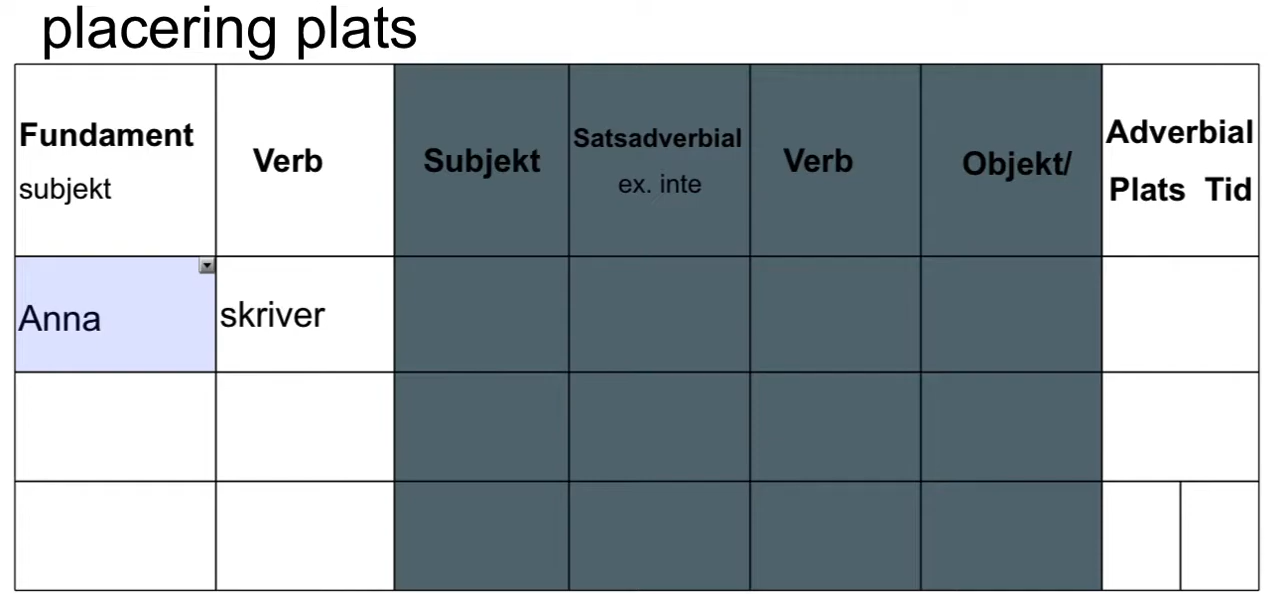 placering plats
Fundament
subjekt
Verb
Subjekt
Satsadverbial
ex. inte
Verb
Objekt/
Adverbial
Plats Tid
Anna
skriver